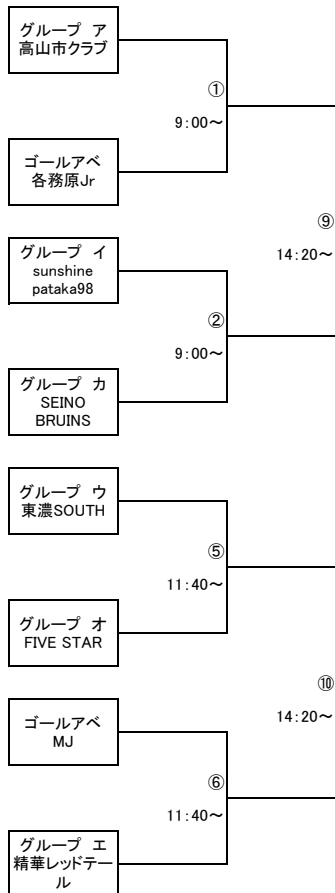 グループ ア
高山市クラブ
①
9:00～
ゴールアベ
各務原Jr
⑨
14:20～
グループ イ
sunshine
pataka98
②
9:00～
グループ カ
SEINO
BRUINS
グループ ウ
東濃SOUTH
⑤
11:40～
グループ オ
FIVE STAR
⑩
14:20～
ゴールアベ
MJ
⑥
11:40～
グループ エ
精華レッドテー
ル